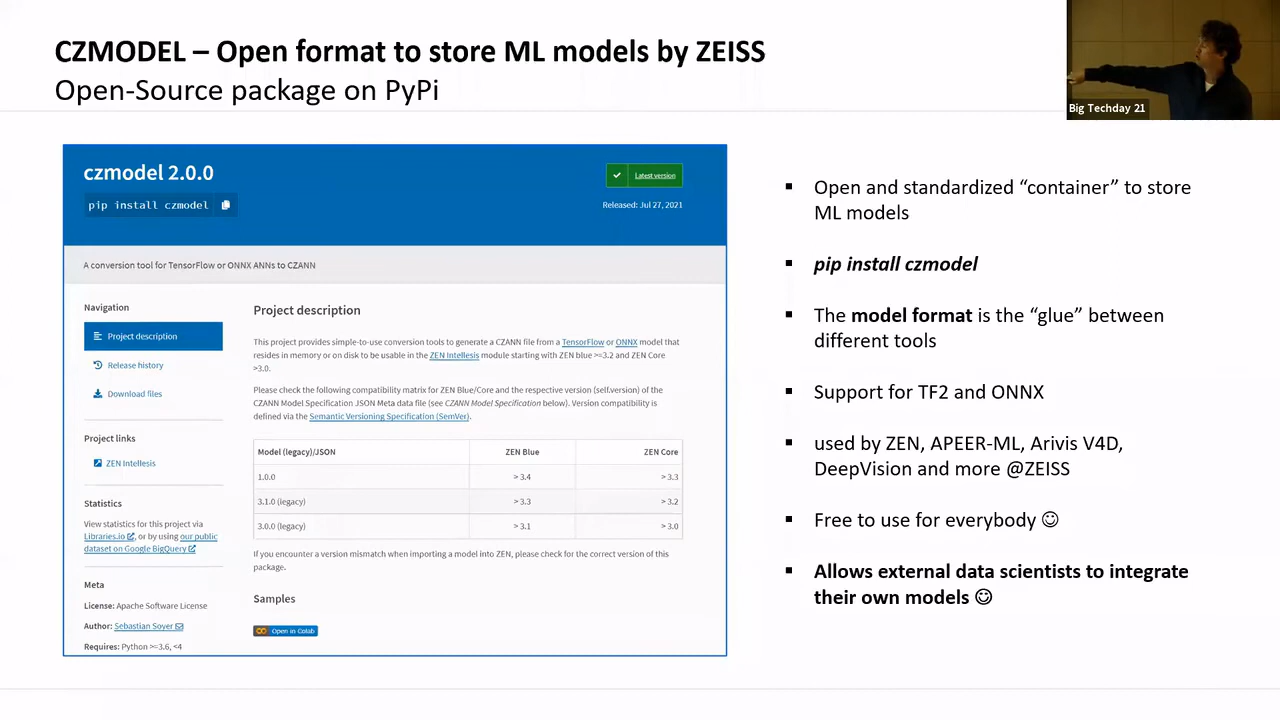 CZMODEL – Open format to store ML models by ZEISS
Open-Source package on PyPi
Big Techday 21
czmodel 2.0.0
pip install czmodel
Latest version
Released: Jul 27, 2021
A conversion tool for TensorFlow or ONNX ANNs to CZANN
Navigation
Project description
Release history
Download files
Project links
ZEN Intellesis
Statistics
View statistics for this project via
Libraries.io, or by using our public
dataset on Google BigQuery
Meta
License: Apache Software License
Author: Sebastian Soyer
Requires: Python >=3.6, <4
Project description
This project provides simple-to-use conversion tools to generate a CZANN file from a TensorFlow or ONNX model that
resides in memory or on disk to be usable in the ZEN Intellesis module starting with ZEN blue >=3.2 and ZEN Core
>3.0.
Please check the following compatibility matrix for ZEN Blue/Core and the respective version (self.version) of the
CZANN Model Specification JSON Meta data file (see CZANN Model Specification below). Version compatibility is
defined via the Semantic Versioning Specification (SemVer).
Model (legacy)/JSON ZEN Blue ZEN Core
1.0.0 > 3.4 > 3.3
3.1.0 (legacy) > 3.3 > 3.2
3.0.0 (legacy) > 3.1 > 3.0
If you encounter a version mismatch when importing a model into ZEN, please check for the correct version of this
package.
Samples
Open in Colab
▪ Open and standardized “container” to store
ML models
▪ pip install czmodel
▪ The model format is the “glue” between
different tools
▪ Support for TF2 and ONNX
▪ used by ZEN, APEER-ML, Arivis V4D,
DeepVision and more @ZEISS
▪ Free to use for everybody ☺
▪ Allows external data scientists to integrate
their own models ☺